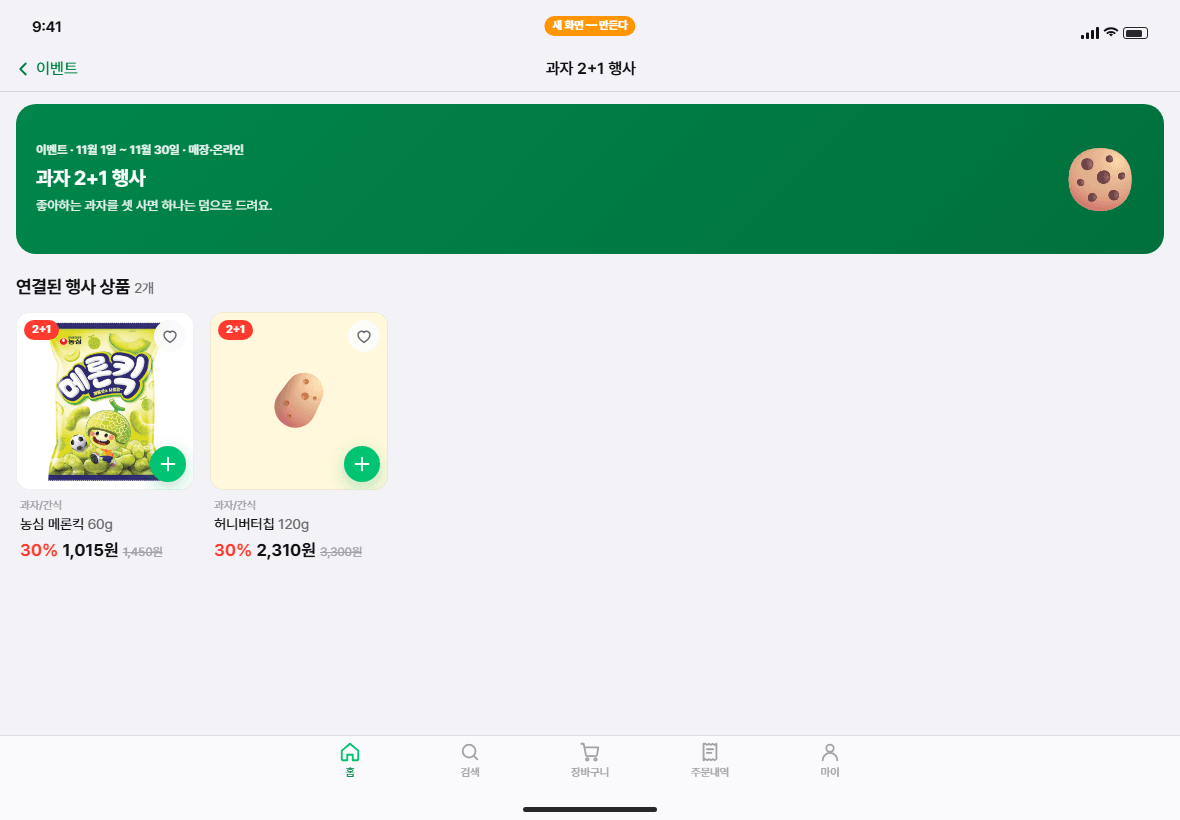 9:41
새 화면 — 만든다
이벤트
과자 2+1 행사
이벤트 · 11월 1일 ~ 11월 30일 · 매장·온라인
과자 2+1 행사
좋아하는 과자를 셋 사면 하나는 덤으로 드려요.
연결된 행사 상품 2개
2+1
농심
메론킥
2+1
과자/간식
농심 메론킥 60g
30% 1,015원 1,450원
과자/간식
허니버터칩 120g
30% 2,310원 3,300원
홈
검색
장바구니
주문내역
마이